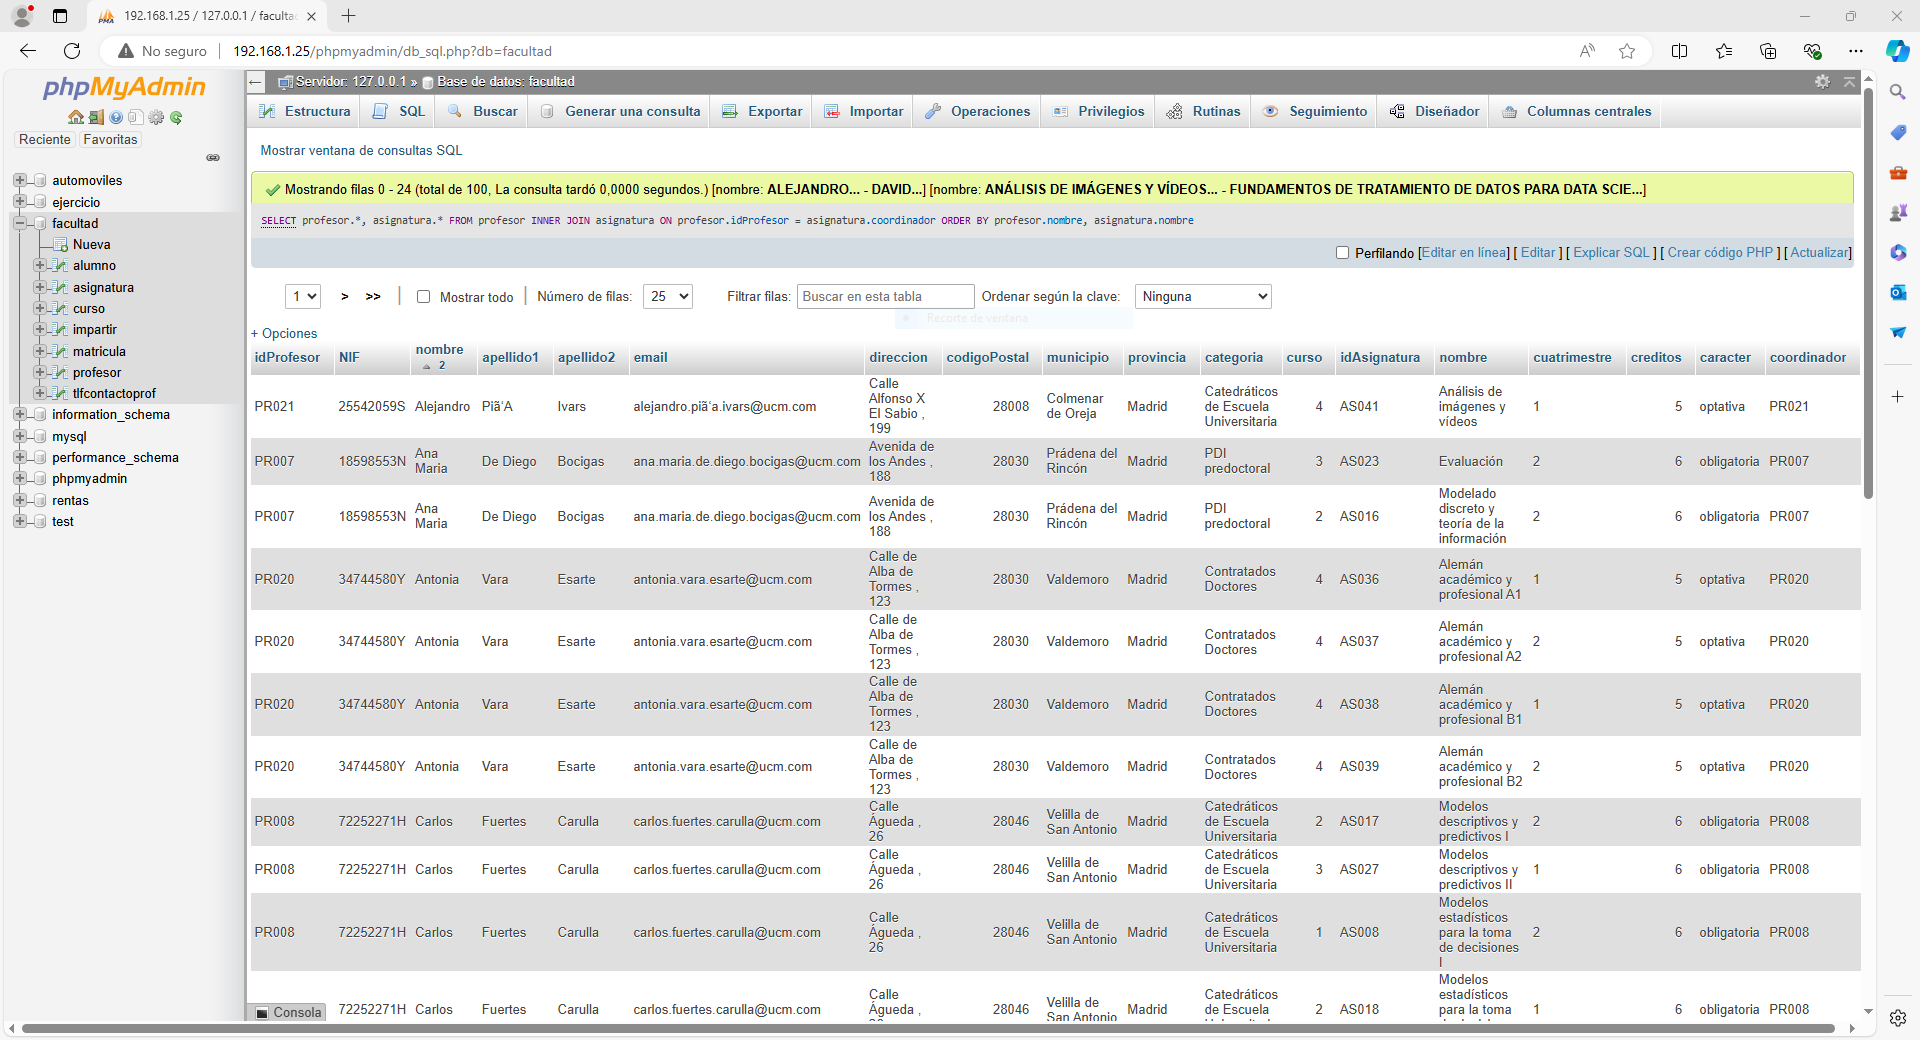 192.168.1.25 / 127.0.0.1 / faculta
No seguro 192.168.1.25/phpmyadmin/db_sql.php?db=facultad
phpMyAdmin
Reciente Favoritas
automoviles
ejercicio
facultad
Nueva
alumno
asignatura
curso
impartir
matricula
profesor
tlfcontactoprof
information_schema
mysql
performance_schema
phpmyadmin
rentas
test
Servidor: 127.0.0.1 » Base de datos: facultad
Estructura SQL Buscar Generar una consulta Exportar Importar Operaciones Privilegios Rutinas Seguimiento Diseñador Columnas centrales
Mostrar ventana de consultas SQL
Mostrando filas 0 - 24 (total de 100, La consulta tardó 0,0000 segundos.) [nombre: ALEJANDRO... - DAVID...] [nombre: ANÁLISIS DE IMÁGENES Y VÍDEOS... - FUNDAMENTOS DE TRATAMIENTO DE DATOS PARA DATA SCIE...]
SELECT profesor.*, asignatura.* FROM profesor INNER JOIN asignatura ON profesor.idProfesor = asignatura.coordinador ORDER BY profesor.nombre, asignatura.nombre
Perfilando [Editar en línea] [ Editar ] [ Explicar SQL ] [ Crear código PHP ] [ Actualizar]
1 > >> Mostrar todo Número de filas: 25 Filtrar filas: Buscar en esta tabla Ordenar según la clave: Ninguna
Recorte de ventana
+ Opciones
idProfesor NIF nombre 2 apellido1 apellido2 email direccion codigoPostal municipio provincia categoria curso idAsignatura nombre cuatrimestre creditos caracter coordinador
PR021 25542059S Alejandro Piã'A Ivars alejandro.piã'a.ivars@ucm.com Calle Alfonso X El Sabio , 199 28008 Colmenar de Oreja Madrid Catedráticos de Escuela Universitaria 4 AS041 Análisis de imágenes y vídeos 1 5 optativa PR021
PR007 18598553N Ana Maria De Diego Bocigas ana.maria.de.diego.bocigas@ucm.com Avenida de los Andes , 188 28030 Prádena del Rincón Madrid PDI predoctoral 3 AS023 Evaluación 2 6 obligatoria PR007
PR007 18598553N Ana Maria De Diego Bocigas ana.maria.de.diego.bocigas@ucm.com Avenida de los Andes , 188 28030 Prádena del Rincón Madrid PDI predoctoral 2 AS016 Modelado discreto y teoría de la información 2 6 obligatoria PR007
PR020 34744580Y Antonia Vara Esarte antonia.vara.esarte@ucm.com Calle de Alba de Tormes , 123 28030 Valdemoro Madrid Contratados Doctores 4 AS036 Alemán académico y profesional A1 1 5 optativa PR020
PR020 34744580Y Antonia Vara Esarte antonia.vara.esarte@ucm.com Calle de Alba de Tormes , 123 28030 Valdemoro Madrid Contratados Doctores 4 AS037 Alemán académico y profesional A2 2 5 optativa PR020
PR020 34744580Y Antonia Vara Esarte antonia.vara.esarte@ucm.com Calle de Alba de Tormes , 123 28030 Valdemoro Madrid Contratados Doctores 4 AS038 Alemán académico y profesional B1 1 5 optativa PR020
PR020 34744580Y Antonia Vara Esarte antonia.vara.esarte@ucm.com Calle de Alba de Tormes , 123 28030 Valdemoro Madrid Contratados Doctores 4 AS039 Alemán académico y profesional B2 2 5 optativa PR020
PR008 72252271H Carlos Fuertes Carulla carlos.fuertes.carulla@ucm.com Calle Águeda , 26 28046 Velilla de San Antonio Madrid Catedráticos de Escuela Universitaria 2 AS017 Modelos descriptivos y predictivos I 2 6 obligatoria PR008
PR008 72252271H Carlos Fuertes Carulla carlos.fuertes.carulla@ucm.com Calle Águeda , 26 28046 Velilla de San Antonio Madrid Catedráticos de Escuela Universitaria 3 AS027 Modelos descriptivos y predictivos II 1 6 obligatoria PR008
PR008 72252271H Carlos Fuertes Carulla carlos.fuertes.carulla@ucm.com Calle Águeda , 26 28046 Velilla de San Antonio Madrid Catedráticos de Escuela Universitaria 1 AS008 Modelos estadísticos para la toma de decisiones I 2 6 obligatoria PR008
72252271H Carlos Fuertes Carulla carlos.fuertes.carulla@ucm.com Calle Águeda , 28046 Velilla de San Antonio Madrid Catedráticos de Escuela 2 AS018 Modelos estadísticos para la toma 1 6 obligatoria PR008
Consola